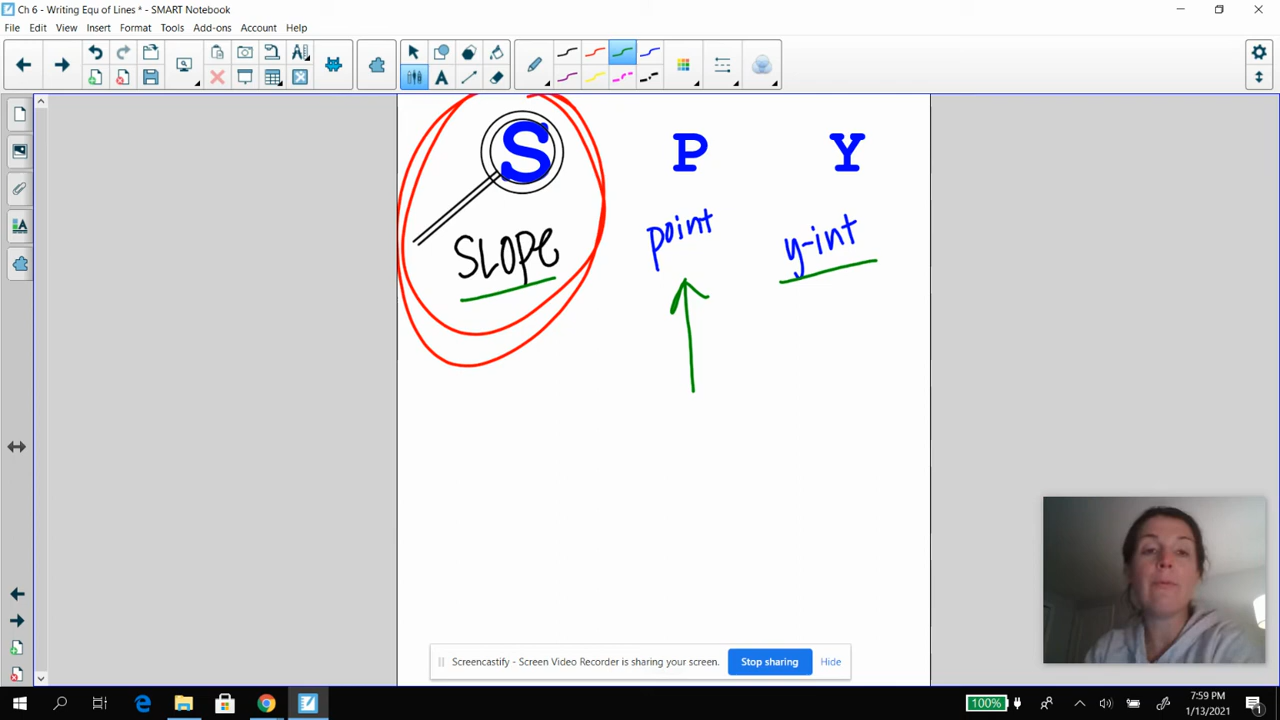 Ch 6 - Writing Equ of Lines * - SMART Notebook
File Edit View Insert Format Tools Add-ons Account Help
S P Y
SLOPE point y-int
Screencastify - Screen Video Recorder is sharing your screen. Stop sharing Hide
100% 7:59 PM
1/13/2021
1